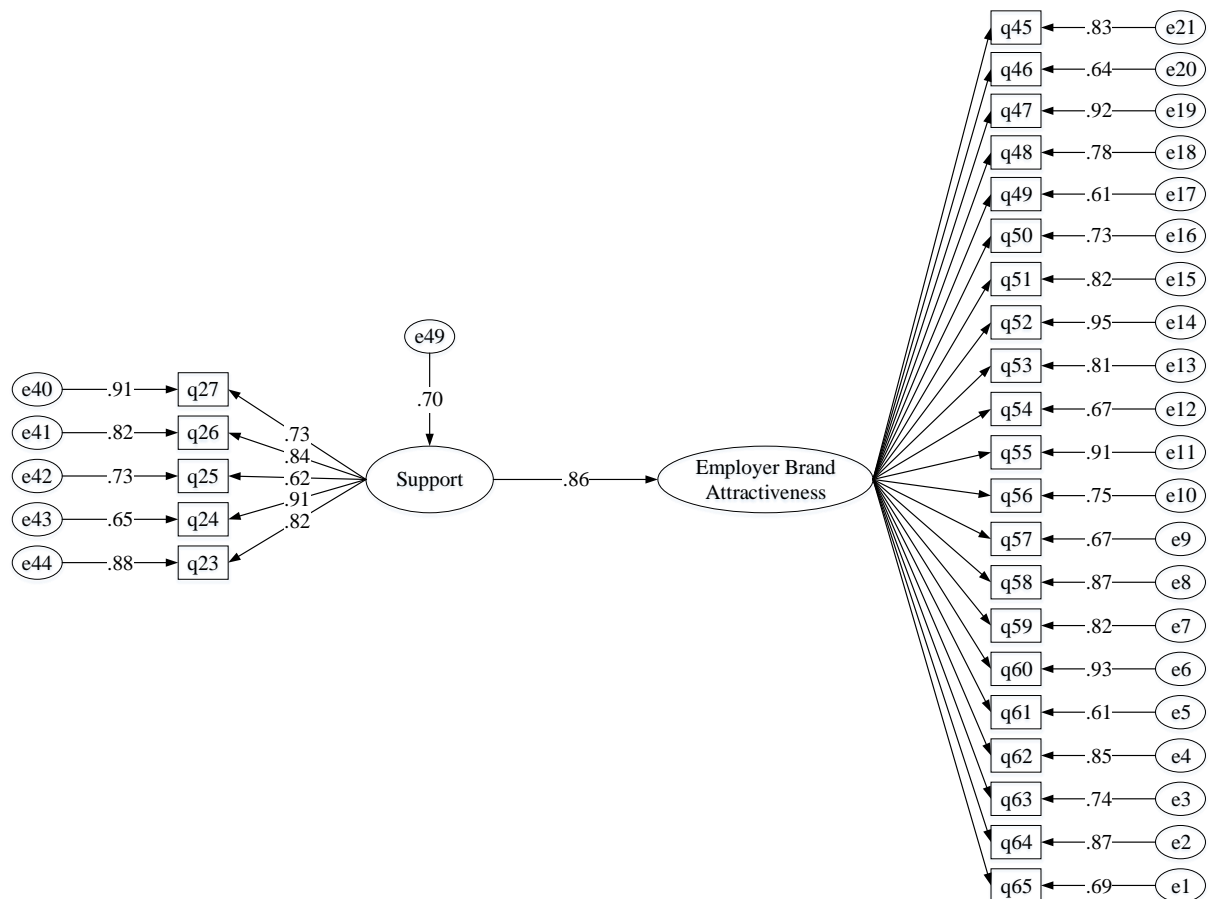 q45 .83 e21
q46 .64 e20
q47 .92 e19
q48 .78 e18
q49 .61 e17
q50 .73 e16
q51 .82 e15
q52 .95 e14
e49
q53 .81 e13
e40 .91 q27
.70
q54 .67 e12
e41 .82 q26
.73
q55 .91 e11
.84
e42 .73 q25
.62
Support
.86
Employer Brand
Attractiveness
q56 .75 e10
.91
e43 .65 q24
.82
q57 .67 e9
e44 .88 q23
q58 .87 e8
q59 .82 e7
q60 .93 e6
q61 .61 e5
q62 .85 e4
q63 .74 e3
q64 .87 e2
q65 .69 e1